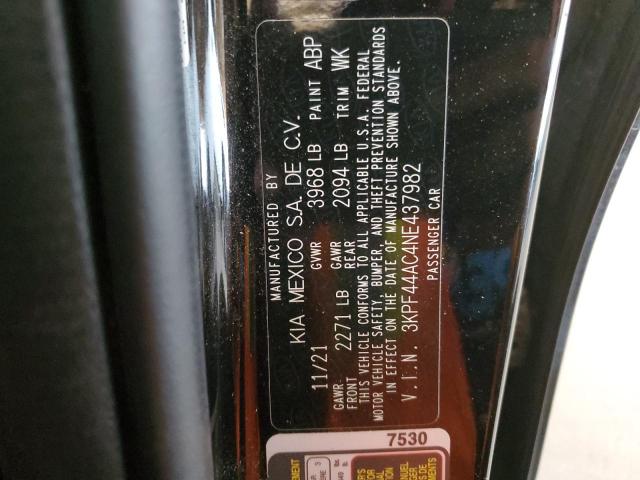 MANUFACTURED BY
KIA MEXICO S.A. DE C.V.
11/21 GVWR 3968 LB PAINT ABP
GAWR FRONT 2271 LB GAWR REAR 2094 LB TRIM WK
THIS VEHICLE CONFORMS TO ALL APPLICABLE U.S.A. FEDERAL
MOTOR VEHICLE SAFETY, BUMPER, AND THEFT PREVENTION STANDARDS
IN EFFECT ON THE DATE OF MANUFACTURE SHOWN ABOVE.
V.I.N. 3KPF44AC4NE437982
PASSENGER CAR
7530